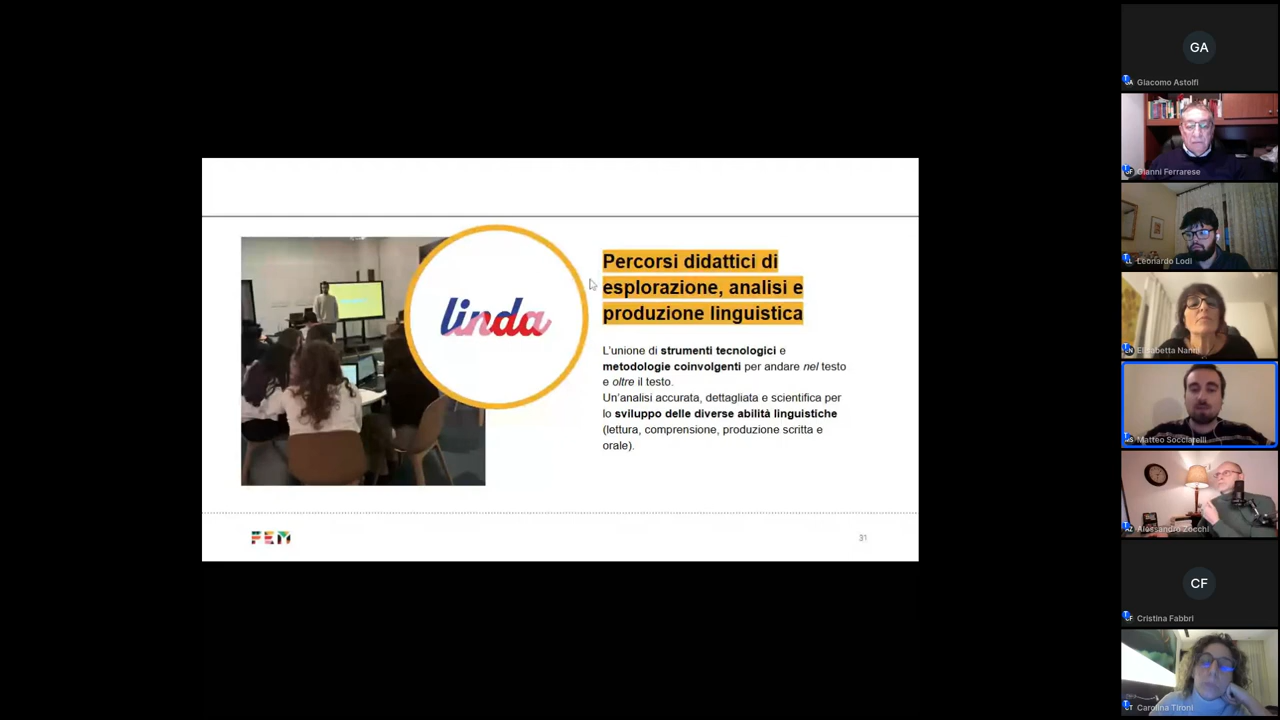 linda
Percorsi didattici di
esplorazione, analisi e
produzione linguistica
L'unione di strumenti tecnologici e
metodologie coinvolgenti per andare nel testo
e oltre il testo.
Un'analisi accurata, dettagliata e scientifica per
lo sviluppo delle diverse abilità linguistiche
(lettura, comprensione, produzione scritta e
orale).
FEM
31
GA
Giacomo Astolfi
Gianni Ferrarese
Leonardo Lodi
Elisabetta Nanni
Matteo Socciarelli
Alessandro Zocchi
CF
Cristina Fabbri
Carolina Tironi